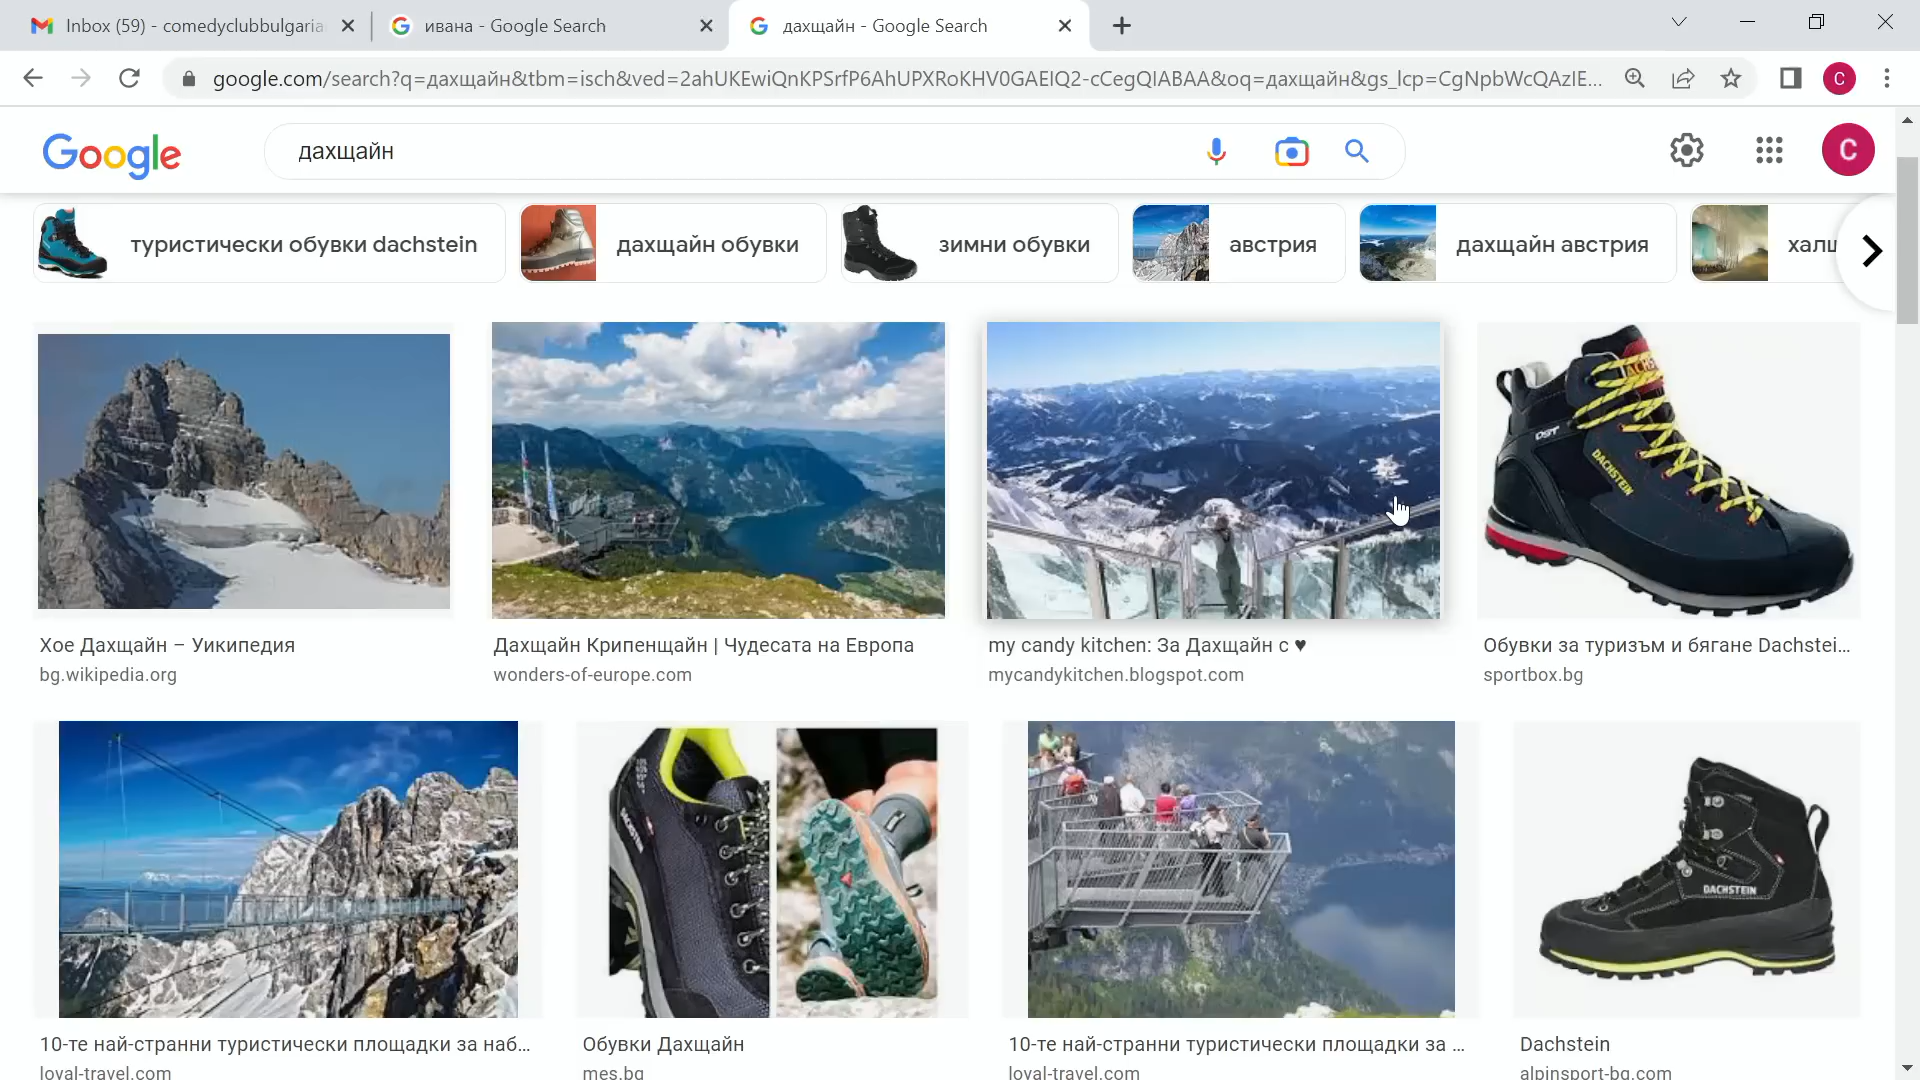 Inbox (59) - comedyclubbulgaria
ивана - Google Search
дахщайн - Google Search
google.com/search?q=дахщайн&tbm=isch&ved=2ahUKEwiQnKPSrfP6AhUPXRoKHV0GAEIQ2-cCegQIABAA&oq=дахщайн&gs_lcp=CgNpbWcQAzIE...
C
Google
дахщайн
C
туристически обувки dachstein
дахщайн обувки
зимни обувки
австрия
дахщайн австрия
DACHSTEIN
DST
Хое Дахщайн – Уикипедия
bg.wikipedia.org
Дахщайн Крипенщайн | Чудесата на Европа
wonders-of-europe.com
my candy kitchen: За Дахщайн с ♥
mycandykitchen.blogspot.com
Обувки за туризъм и бягане Dachstei...
sportbox.bg
DACHSTEIN
DACHSTEIN
10-те най-странни туристически площадки за наб...
loyal-travel.com
Обувки Дахщайн
mes.bg
10-те най-странни туристически площадки за ...
loyal-travel.com
Dachstein
alpinsport-bg.com